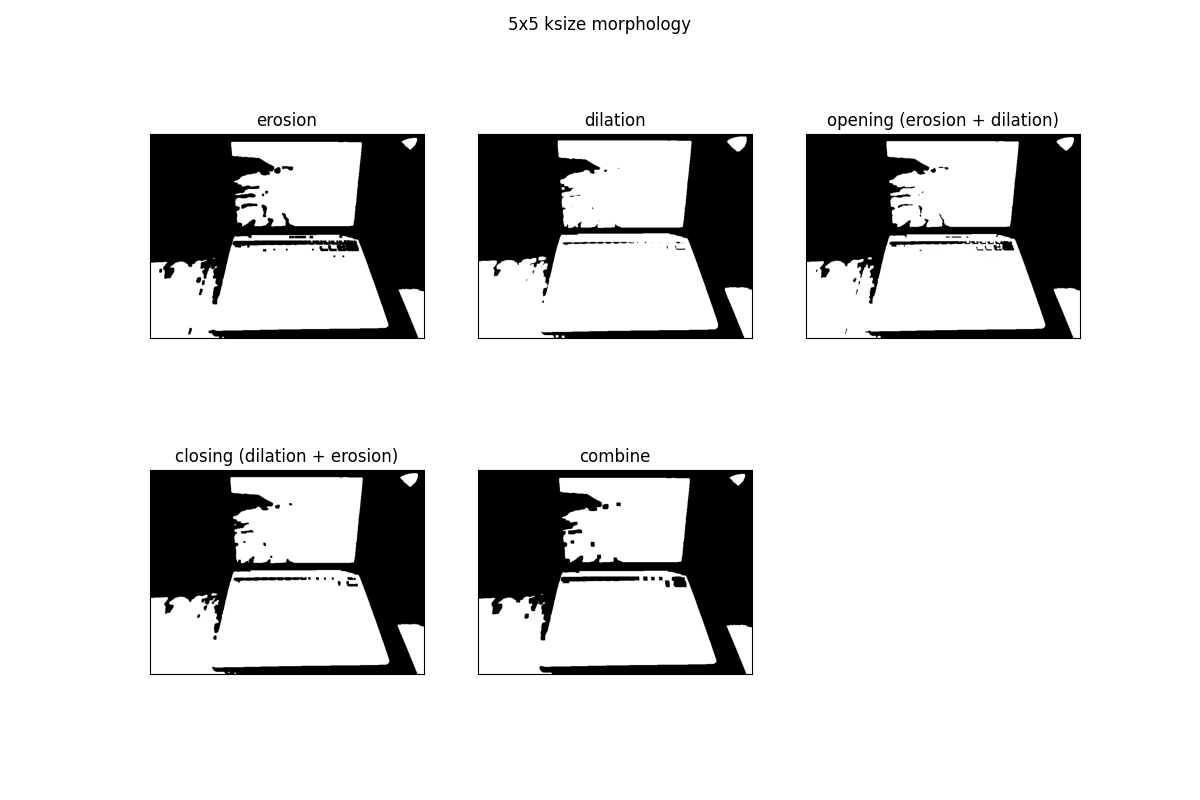 5x5 ksize morphology
erosion
dilation
opening (erosion + dilation)
closing (dilation + erosion)
combine